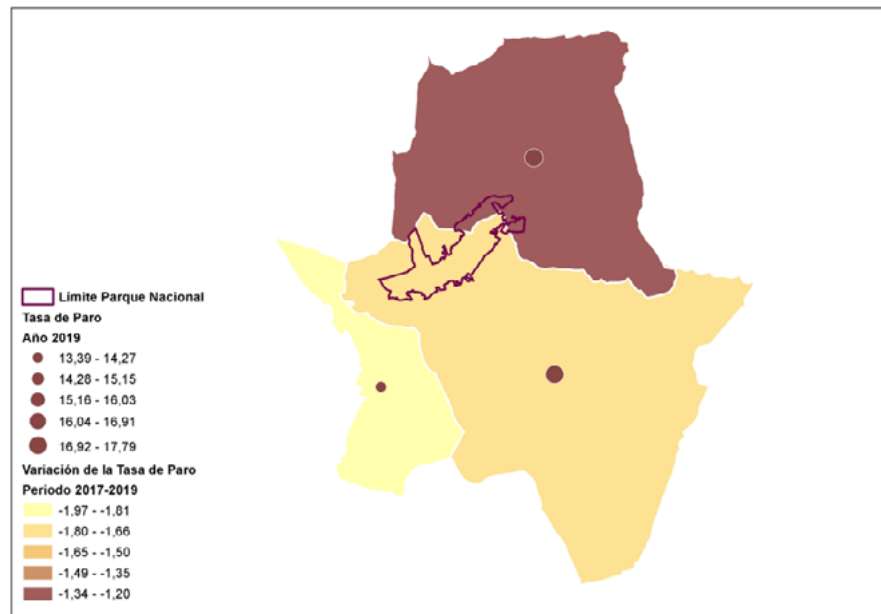 Límite Parque Nacional
Tasa de Paro
Año 2019
13,39 - 14,27
14,28 - 15,15
15,16 - 16,03
16,04 - 16,91
16,92 - 17,79
Variación de la Tasa de Paro
Periodo 2017-2019
-1,97 - -1,81
-1,80 - -1,66
-1,65 - -1,50
-1,49 - -1,35
-1,34 - -1,20